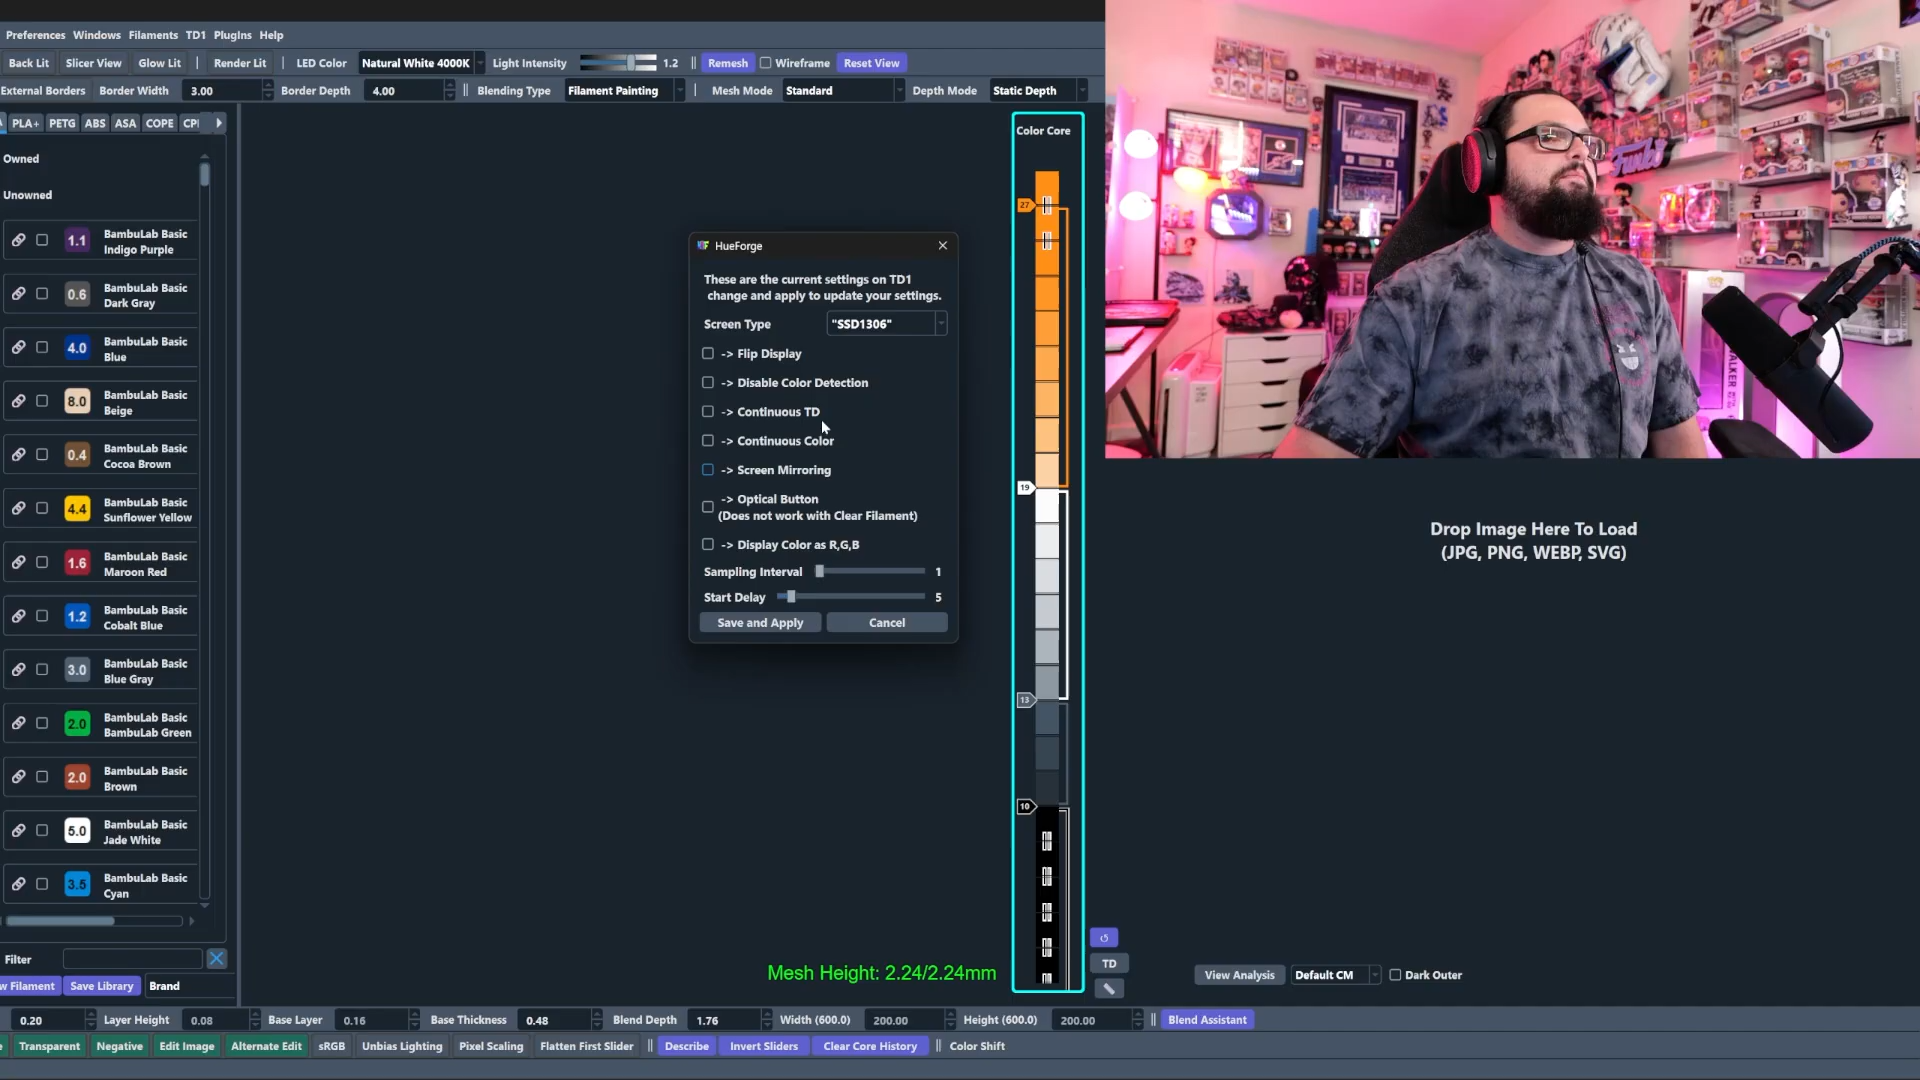 Preferences Windows Filaments TD1 PlugIns Help
Back Lit Slicer View Glow Lit | Render Lit | LED Color Natural White 4000K Light Intensity 1.2 || Remesh Wireframe Reset View
External Borders Border Width 3.00 Border Depth 4.00 || Blending Type Filament Painting | Mesh Mode Standard Depth Mode Static Depth
PLA+ PETG ABS ASA COPE CPI
Owned
Unowned
1.1 BambuLab Basic
Indigo Purple
0.6 BambuLab Basic
Dark Gray
4.0 BambuLab Basic
Blue
8.0 BambuLab Basic
Beige
0.4 BambuLab Basic
Cocoa Brown
4.4 BambuLab Basic
Sunflower Yellow
1.6 BambuLab Basic
Maroon Red
1.2 BambuLab Basic
Cobalt Blue
3.0 BambuLab Basic
Blue Gray
2.0 BambuLab Basic
BambuLab Green
2.0 BambuLab Basic
Brown
5.0 BambuLab Basic
Jade White
3.5 BambuLab Basic
Cyan
Filter
w Filament Save Library Brand
HueForge
These are the current settings on TD1
change and apply to update your settings.
Screen Type "SSD1306"
-> Flip Display
-> Disable Color Detection
-> Continuous TD
-> Continuous Color
-> Screen Mirroring
-> Optical Button
(Does not work with Clear Filament)
-> Display Color as R,G,B
Sampling Interval 1
Start Delay 5
Save and Apply Cancel
Color Core
27
19
13
10
Mesh Height: 2.24/2.24mm
TD
Funko
WALKER
Drop Image Here To Load
(JPG, PNG, WEBP, SVG)
View Analysis Default CM Dark Outer
0.20 Layer Height 0.08 Base Layer 0.16 Base Thickness 0.48 Blend Depth 1.76 Width (600.0) 200.00 Height (600.0) 200.00 || Blend Assistant
e Transparent Negative Edit Image Alternate Edit sRGB Unbias Lighting Pixel Scaling Flatten First Slider || Describe Invert Sliders Clear Core History || Color Shift